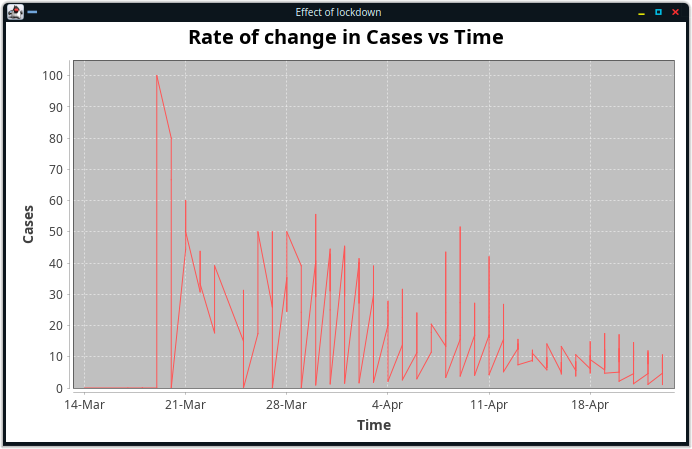 Effect of lockdown
Rate of change in Cases vs Time
Cases
100
90
80
70
60
50
40
30
20
10
0
14-Mar 21-Mar 28-Mar 4-Apr 11-Apr 18-Apr
Time